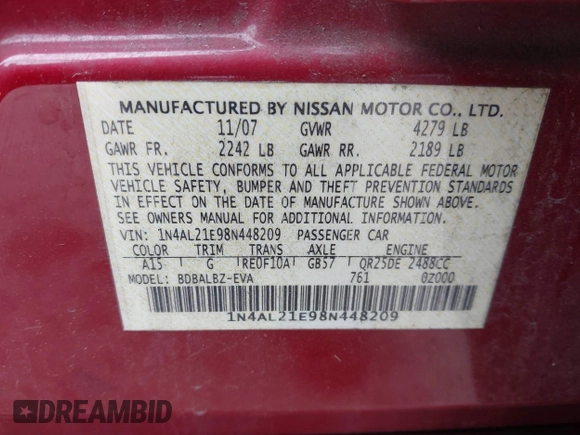 MANUFACTURED BY NISSAN MOTOR CO., LTD.
DATE 11/07 GVWR 4279 LB
GAWR FR. 2242 LB GAWR RR. 2189 LB
THIS VEHICLE CONFORMS TO ALL APPLICABLE FEDERAL MOTOR
VEHICLE SAFETY, BUMPER AND THEFT PREVENTION STANDARDS
IN EFFECT ON THE DATE OF MANUFACTURE SHOWN ABOVE.
SEE OWNERS MANUAL FOR ADDITIONAL INFORMATION.
VIN: 1N4AL21E98N448209 PASSENGER CAR
COLOR TRIM TRANS AXLE ENGINE
A15 G RE0F10A GB57 QR25DE 2488CC
MODEL: BDBALBZ-EVA 761 0Z000
1N4AL21E98N448209
DREAMBID